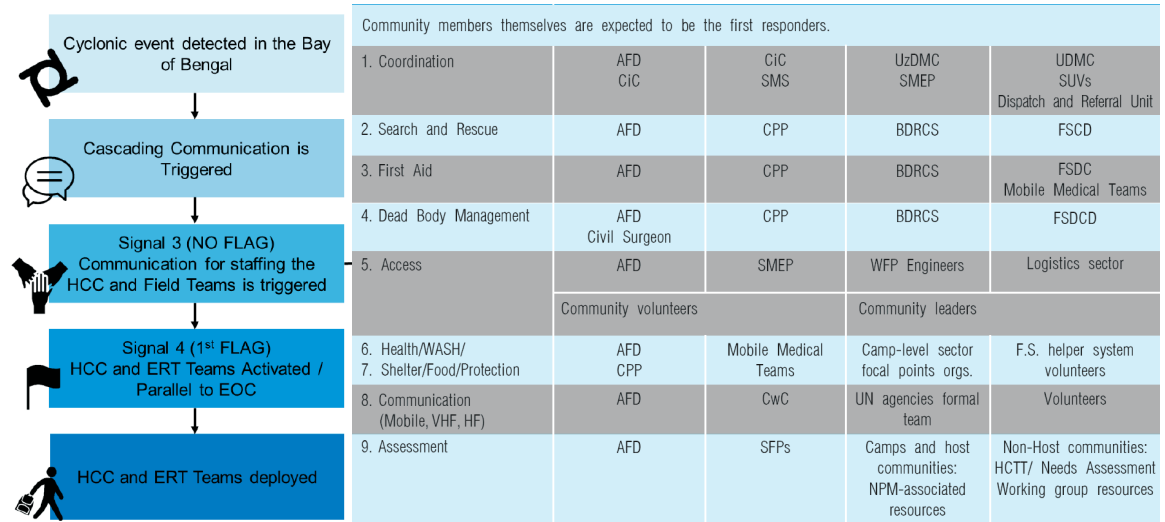 Cyclonic event detected in the Bay
of Bengal
Cascading Communication is
Triggered
Signal 3 (NO FLAG)
Communication for staffing the
HCC and Field Teams is triggered
Signal 4 (1st FLAG)
HCC and ERT Teams Activated /
Parallel to EOC
HCC and ERT Teams deployed
Community members themselves are expected to be the first responders.
1. Coordination AFD CiC UzDMC UDMC
CiC SMS SMEP SUVs
Dispatch and Referral Unit
2. Search and Rescue AFD CPP BDRCS FSCD
3. First Aid AFD CPP BDRCS FSDC
Mobile Medical Teams
4. Dead Body Management AFD CPP BDRCS FSDCD
Civil Surgeon
5. Access AFD SMEP WFP Engineers Logistics sector
Community volunteers Community leaders
6. Health/WASH/ AFD Mobile Medical Camp-level sector F.S. helper system
7. Shelter/Food/Protection CPP Teams focal points orgs. volunteers
8. Communication AFD CwC UN agencies formal Volunteers
(Mobile, VHF, HF) team
9. Assessment AFD SFPs Camps and host Non-Host communities:
communities: HCTT/ Needs Assessment
NPM-associated Working group resources
resources